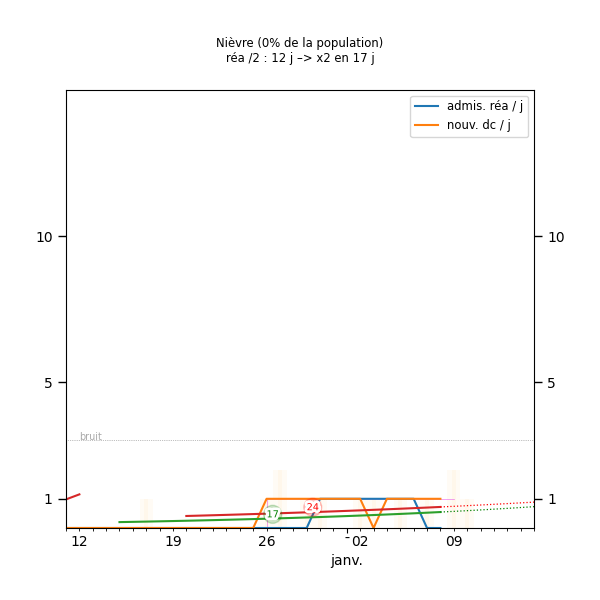 Nièvre (0% de la population)
réa /2 : 12 j –> x2 en 17 j
admis. réa / j
nouv. dc / j
10
10
5
5
bruit
1
1
24
17
12
19
26
02
09
janv.